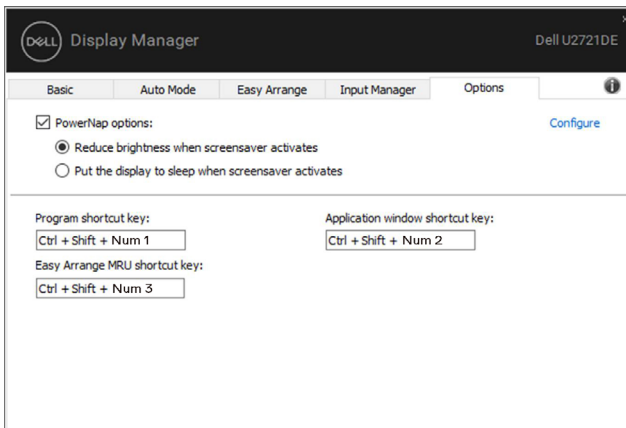 DELL Display Manager Dell U2721DE
Basic Auto Mode Easy Arrange Input Manager Options
PowerNap options: Configure
Reduce brightness when screensaver activates
Put the display to sleep when screensaver activates
Program shortcut key: Application window shortcut key:
Ctrl + Shift + Num 1 Ctrl + Shift + Num 2
Easy Arrange MRU shortcut key:
Ctrl + Shift + Num 3